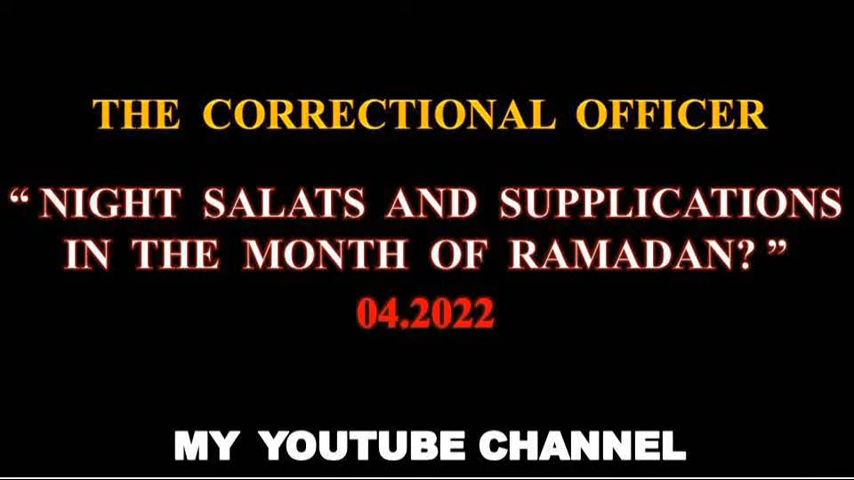 THE CORRECTIONAL OFFICER
“ NIGHT SALATS AND SUPPLICATIONS
IN THE MONTH OF RAMADAN? ”
04.2022
MY YOUTUBE CHANNEL